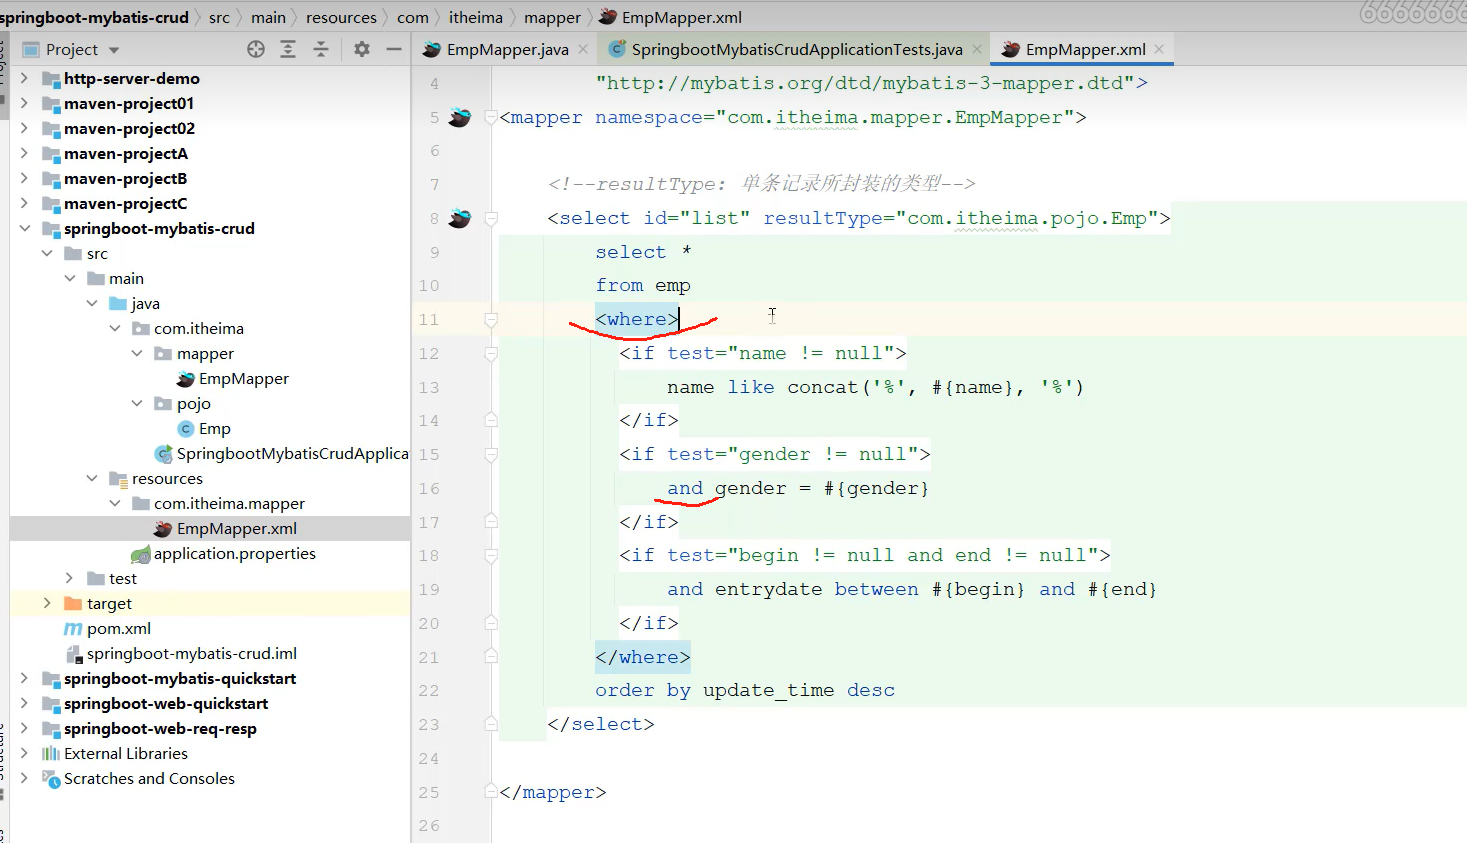 springboot-mybatis-crud > src > main > resources > com > itheima > mapper > EmpMapper.xml
Project
EmpMapper.java
SpringbootMybatisCrudApplicationTests.java
EmpMapper.xml
http-server-demo
maven-project01
maven-project02
maven-projectA
maven-projectB
maven-projectC
springboot-mybatis-crud
src
main
java
com.itheima
mapper
EmpMapper
pojo
Emp
SpringbootMybatisCrudApplica
resources
com.itheima.mapper
EmpMapper.xml
application.properties
test
target
pom.xml
springboot-mybatis-crud.iml
springboot-mybatis-quickstart
springboot-web-quickstart
springboot-web-req-resp
External Libraries
Scratches and Consoles
4 "http://mybatis.org/dtd/mybatis-3-mapper.dtd">
5 <mapper namespace="com.itheima.mapper.EmpMapper">
6
7 <!--resultType: 单条记录所封装的类型-->
8 <select id="list" resultType="com.itheima.pojo.Emp">
9 select *
10 from emp
11 <where>
12 <if test="name != null">
13 name like concat('%', #{name}, '%')
14 </if>
15 <if test="gender != null">
16 and gender = #{gender}
17 </if>
18 <if test="begin != null and end != null">
19 and entrydate between #{begin} and #{end}
20 </if>
21 </where>
22 order by update_time desc
23 </select>
24
25 </mapper>
26